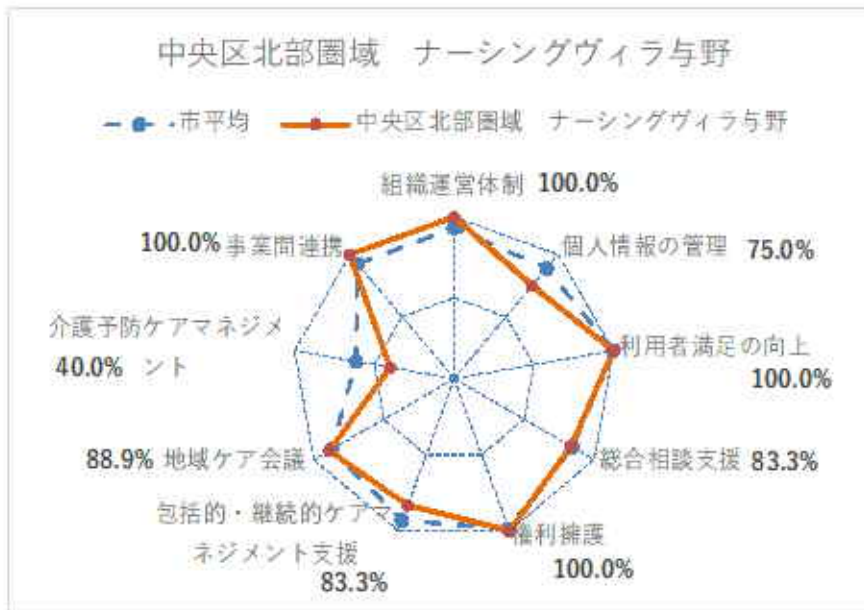 中央区北部圏域　ナーシングヴィラ与野
市平均
中央区北部圏域　ナーシングヴィラ与野
組織運営体制 100.0%
個人情報の管理 75.0%
利用者満足の向上
100.0%
総合相談支援 83.3%
権利擁護
100.0%
包括的・継続的ケアマ
ネジメント支援
83.3%
88.9% 地域ケア会議
介護予防ケアマネジメ
40.0% ント
100.0% 事業間連携